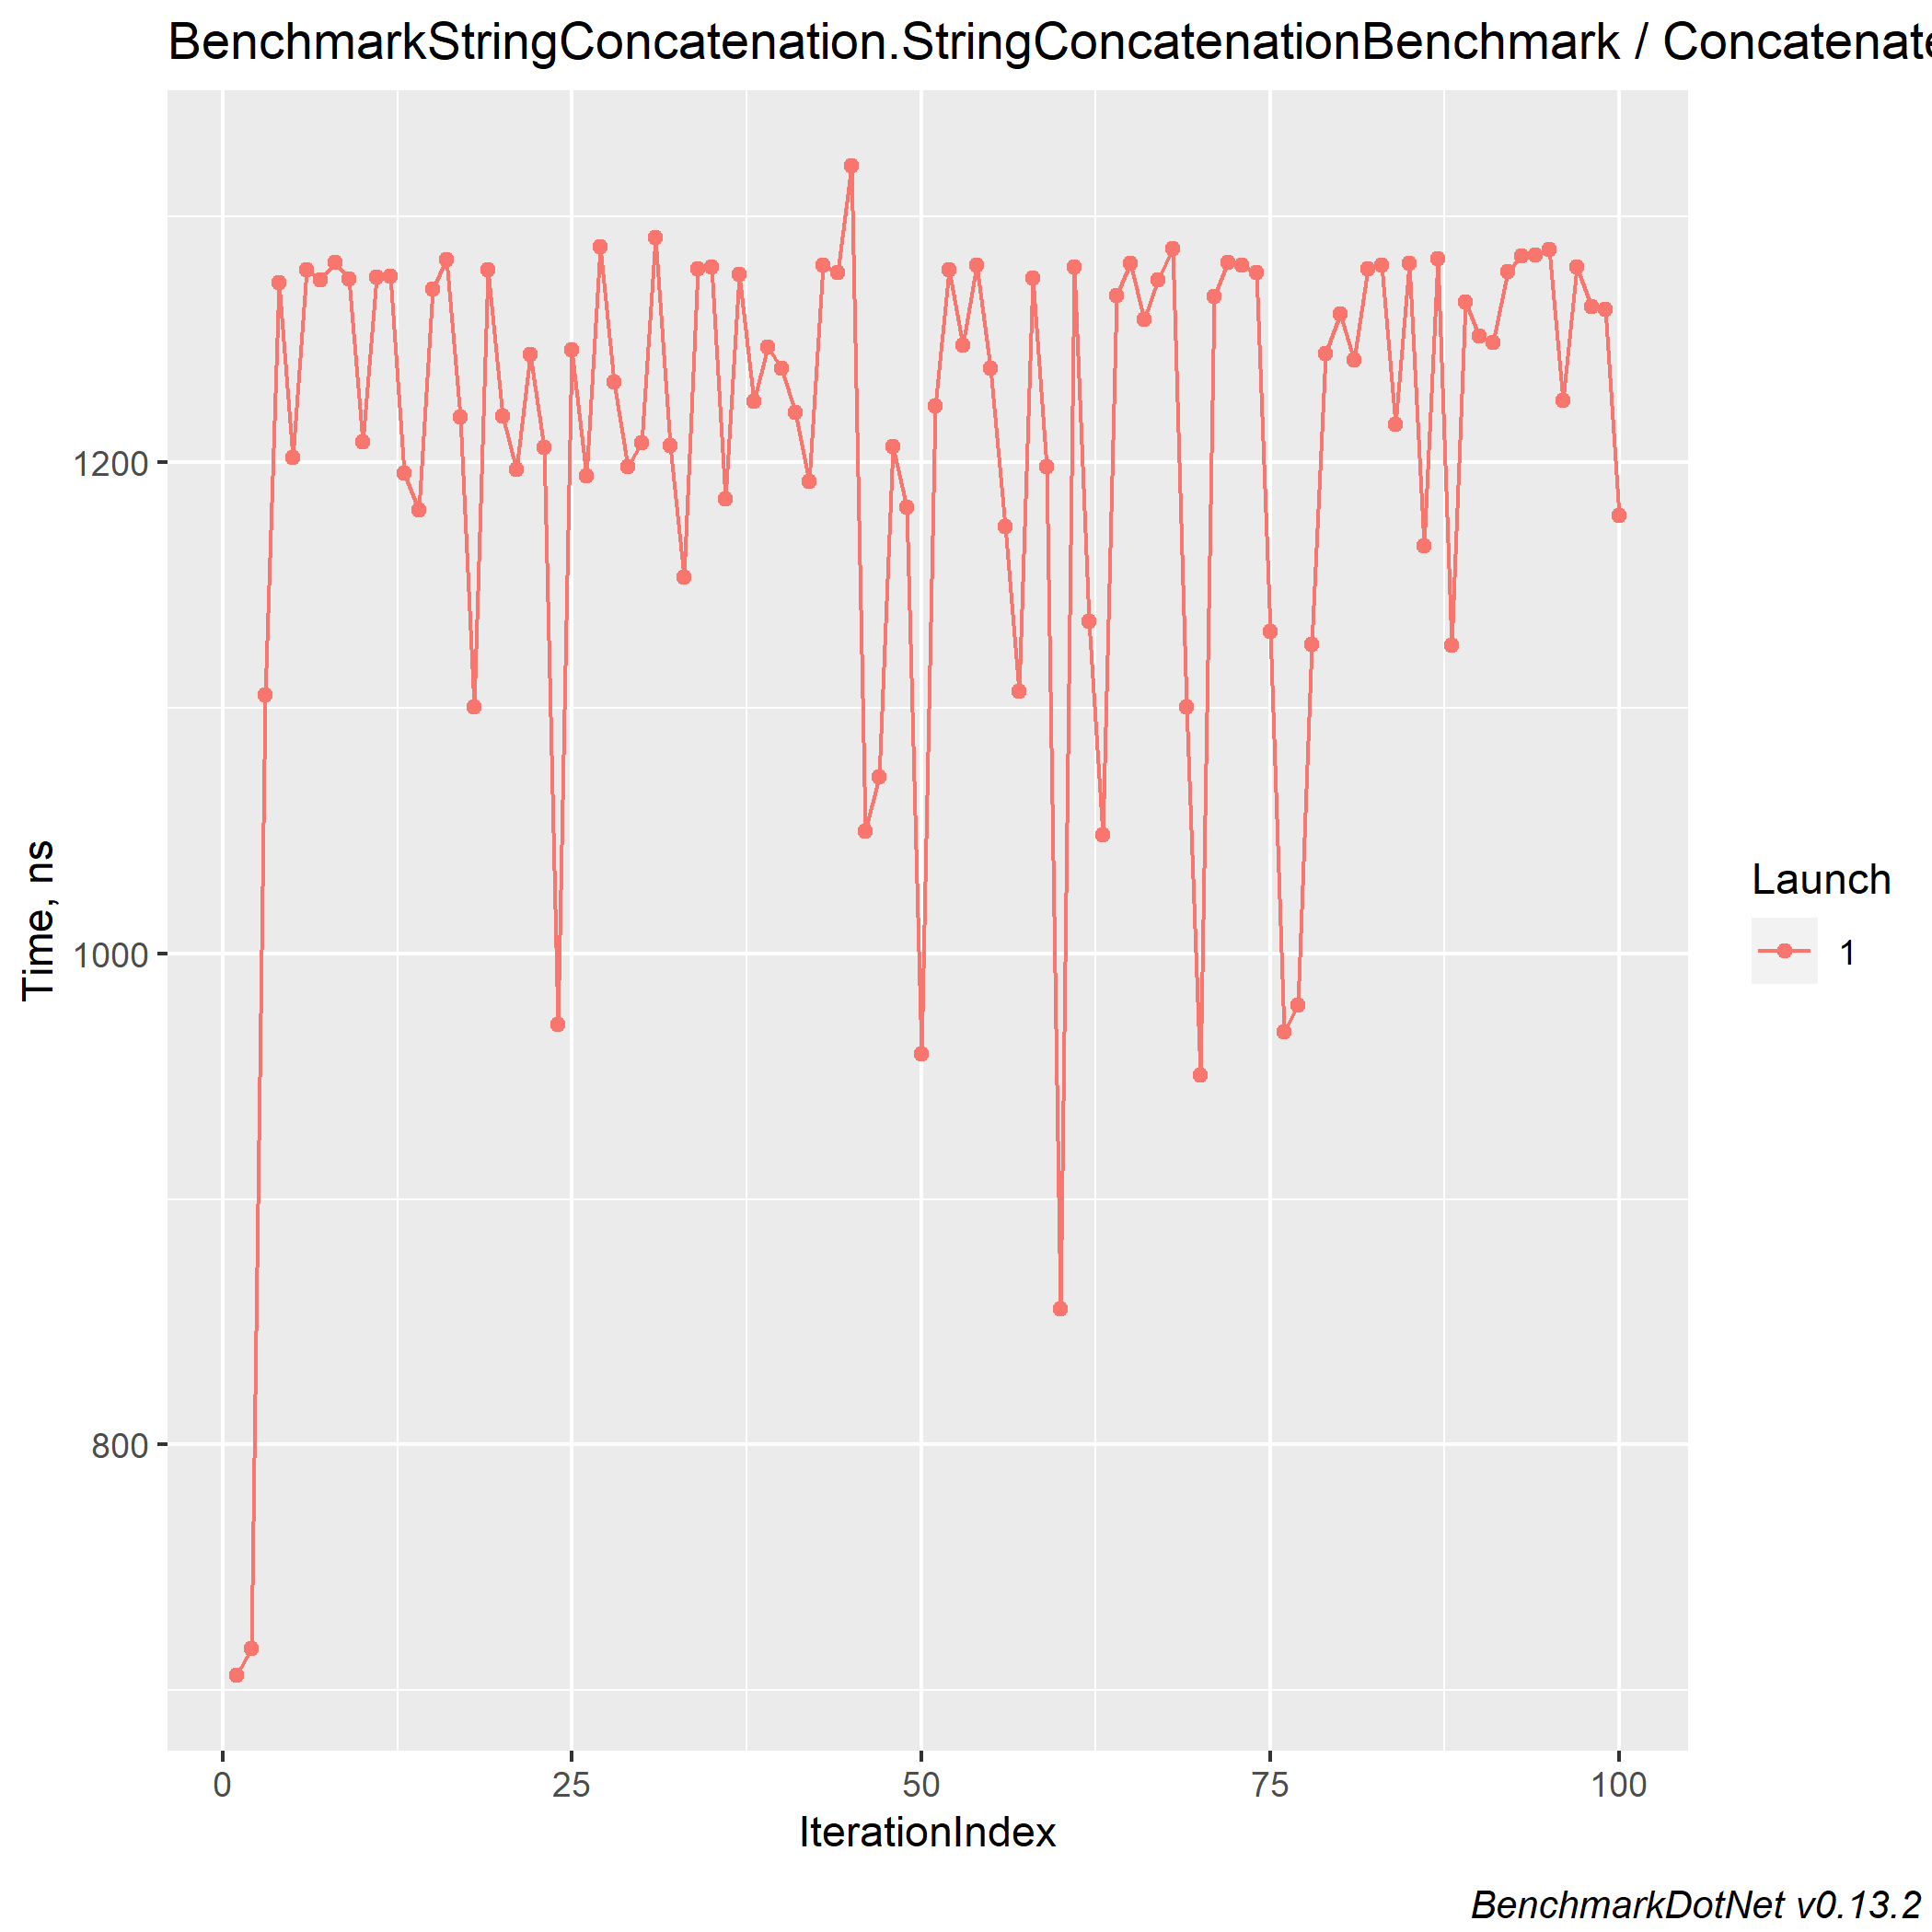 BenchmarkStringConcatenation.StringConcatenationBenchmark / Concatenate
1200
1000
800
Time, ns
0 25 50 75 100
IterationIndex
Launch
1
BenchmarkDotNet v0.13.2